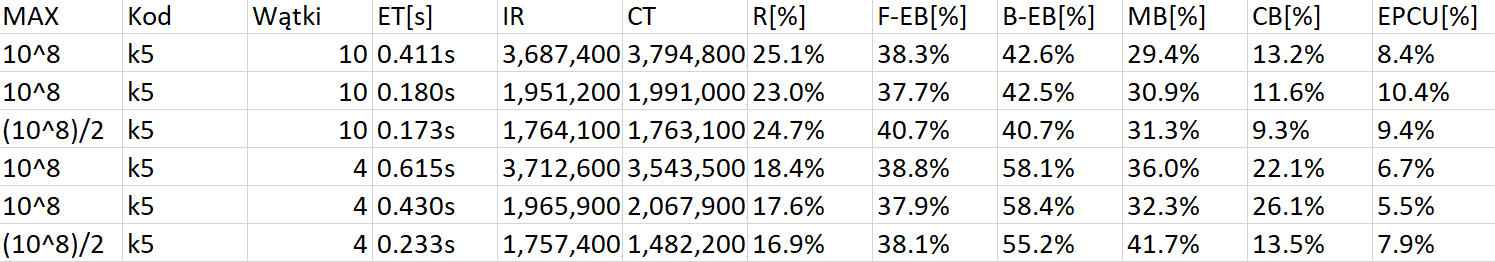 MAX Kod Wątki ET[s] IR CT R[%] F-EB[%] B-EB[%] MB[%] CB[%] EPCU[%]
10^8 k5 10 0.411s 3,687,400 3,794,800 25.1% 38.3% 42.6% 29.4% 13.2% 8.4%
10^8 k5 10 0.180s 1,951,200 1,991,000 23.0% 37.7% 42.5% 30.9% 11.6% 10.4%
(10^8)/2 k5 10 0.173s 1,764,100 1,763,100 24.7% 40.7% 40.7% 31.3% 9.3% 9.4%
10^8 k5 4 0.615s 3,712,600 3,543,500 18.4% 38.8% 58.1% 36.0% 22.1% 6.7%
10^8 k5 4 0.430s 1,965,900 2,067,900 17.6% 37.9% 58.4% 32.3% 26.1% 5.5%
(10^8)/2 k5 4 0.233s 1,757,400 1,482,200 16.9% 38.1% 55.2% 41.7% 13.5% 7.9%